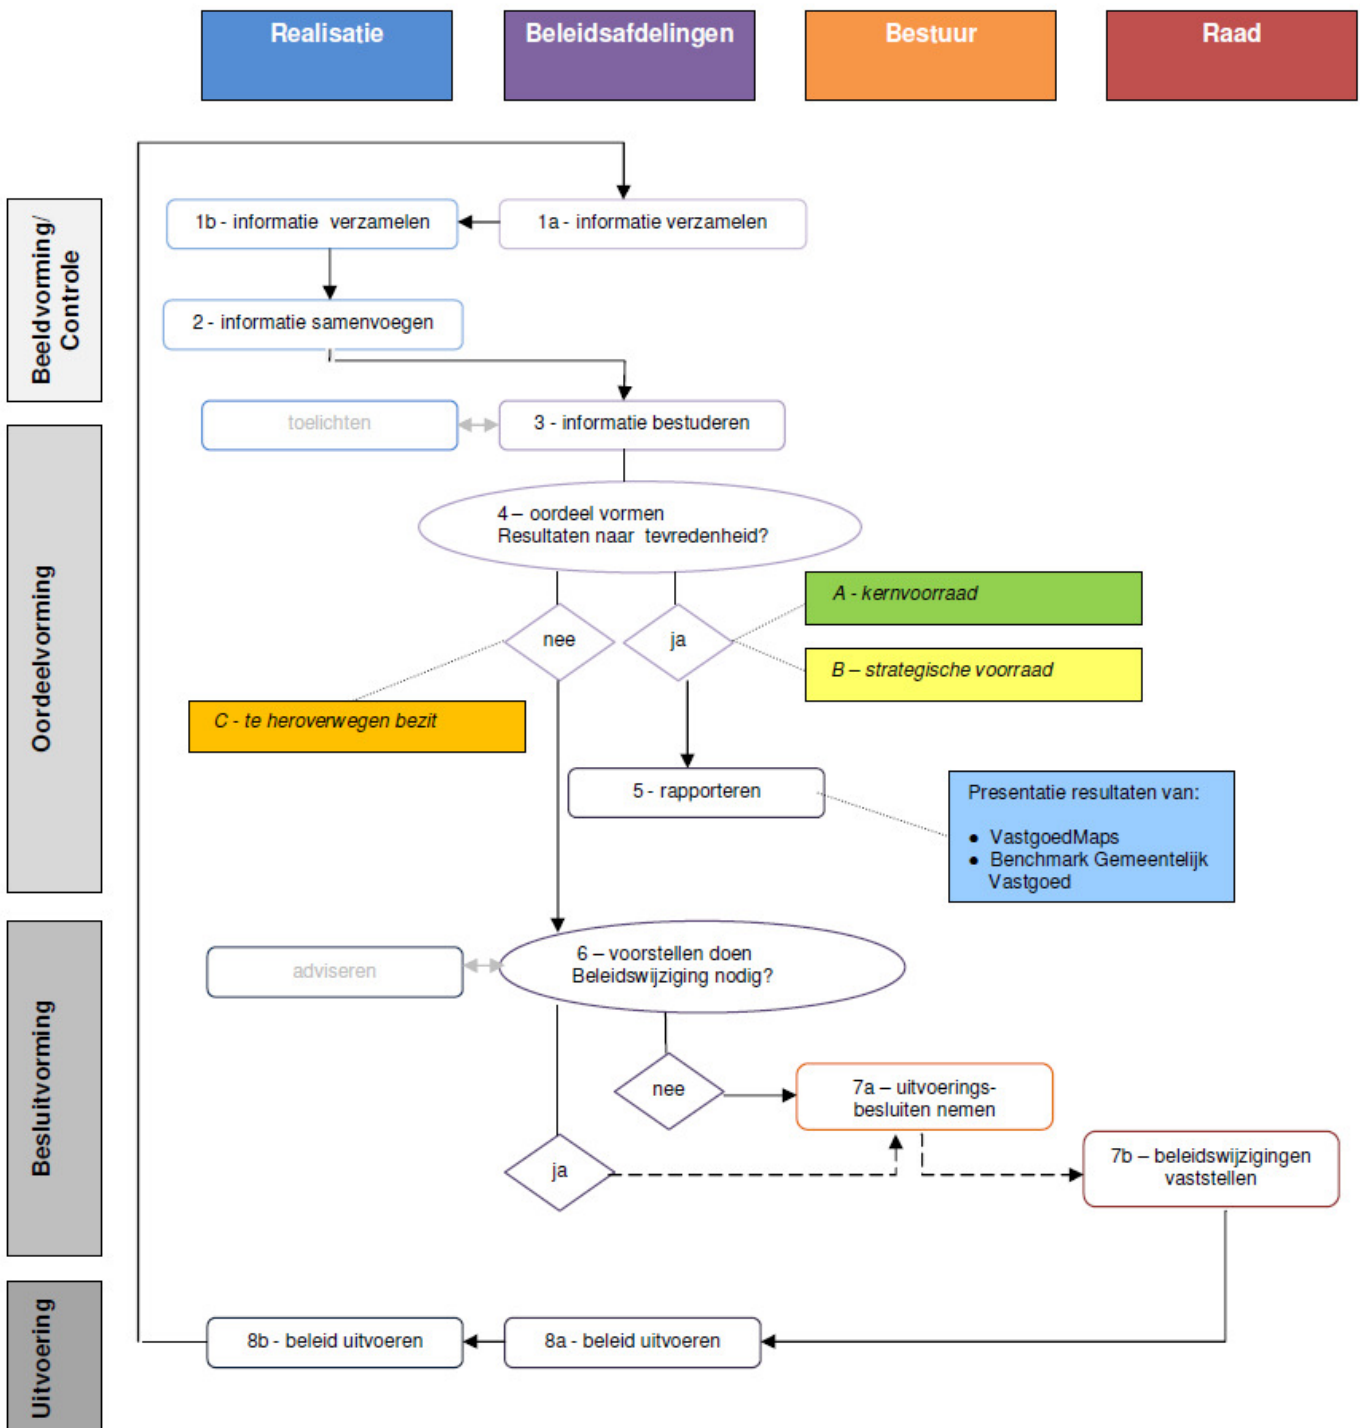 Realisatie
Beleidsafdelingen
Bestuur
Raad
Beeldvorming/
Controle
1b - informatie verzamelen
1a - informatie verzamelen
2 - informatie samenvoegen
Oordeelvorming
toelichten
3 - informatie bestuderen
4 – oordeel vormen
Resultaten naar tevredenheid?
nee
ja
A - kernvoorraad
B – strategische voorraad
C - te heroverwegen bezit
5 - rapporteren
Presentatie resultaten van:
● VastgoedMaps
● Benchmark Gemeentelijk
Vastgoed
Besluitvorming
adviseren
6 – voorstellen doen
Beleidswijziging nodig?
nee
7a – uitvoerings-
besluiten nemen
ja
7b – beleidswijzigingen
vaststellen
Uitvoering
8b - beleid uitvoeren
8a - beleid uitvoeren